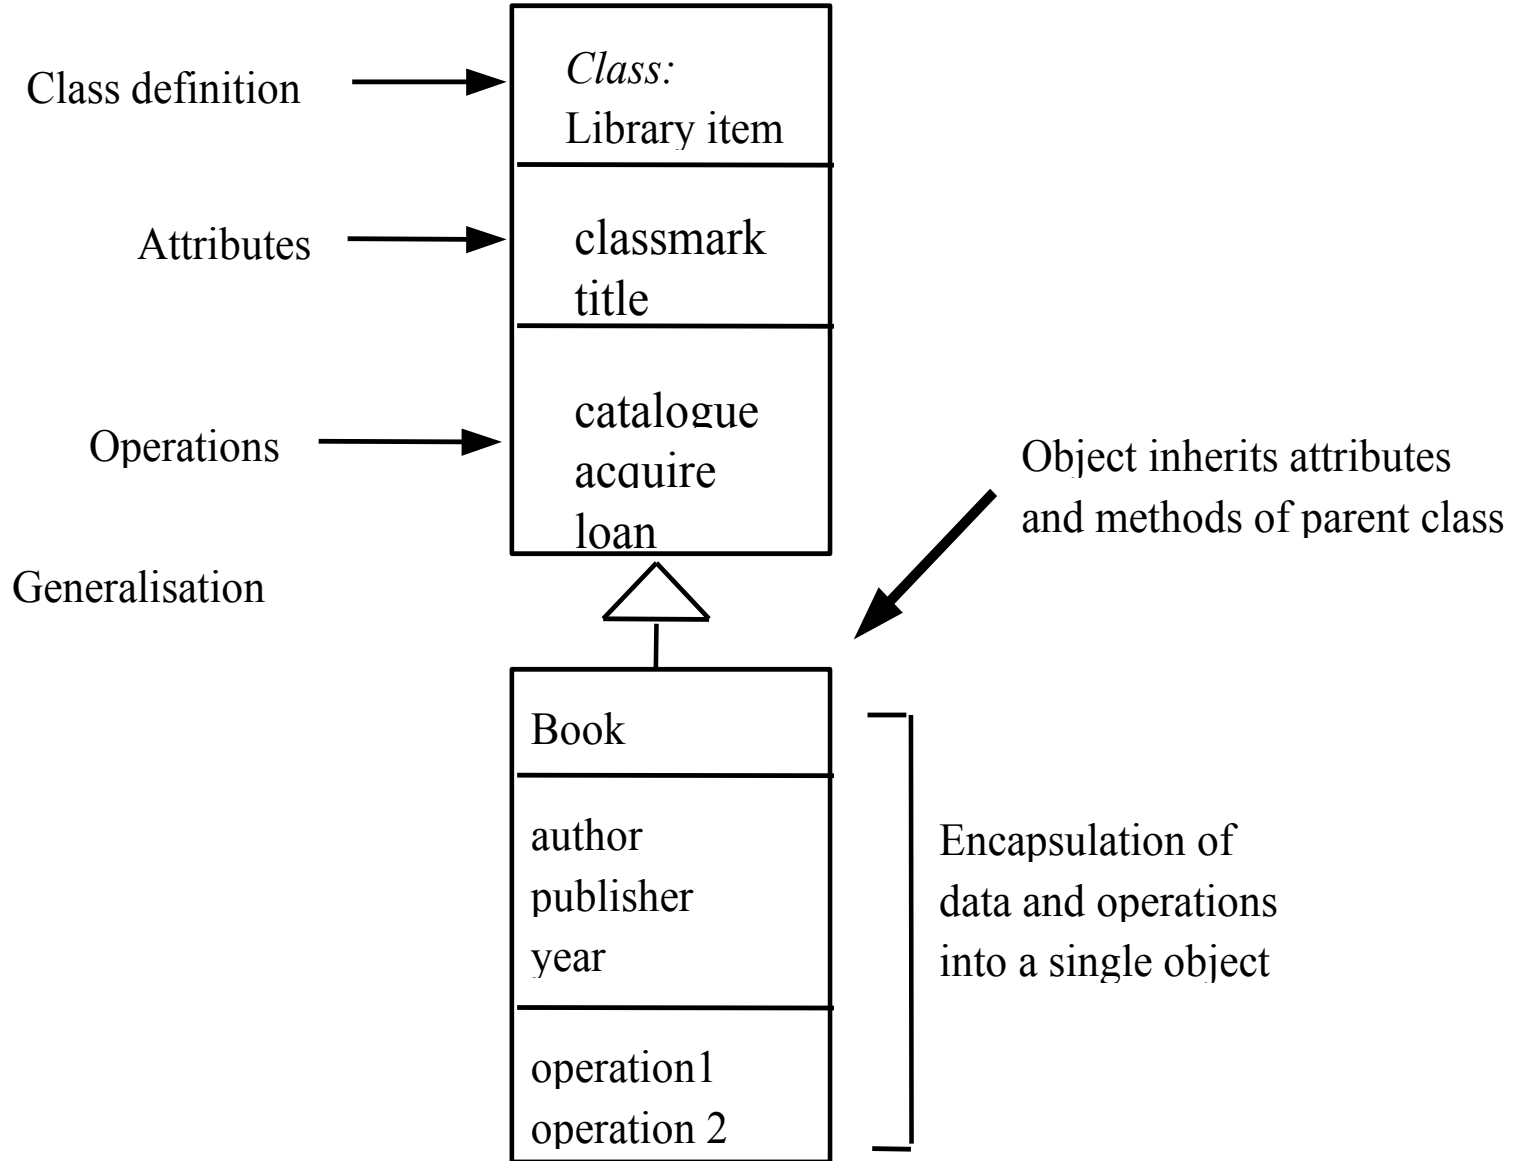 Class definition
Class:
Library item
Attributes
classmark
title
Operations
catalogue
acquire
loan
Object inherits attributes
and methods of parent class
Generalisation
Book
author
publisher
year
Encapsulation of
data and operations
into a single object
operation1
operation 2